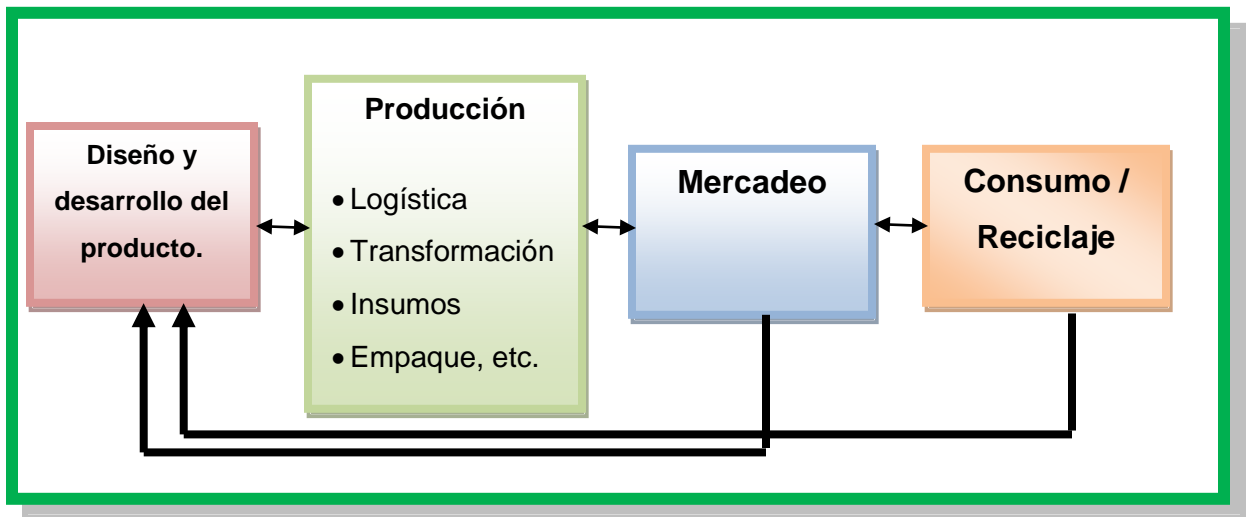 Diseño y
desarrollo del
producto.
Producción
• Logística
• Transformación
• Insumos
• Empaque, etc.
Mercadeo
Consumo /
Reciclaje